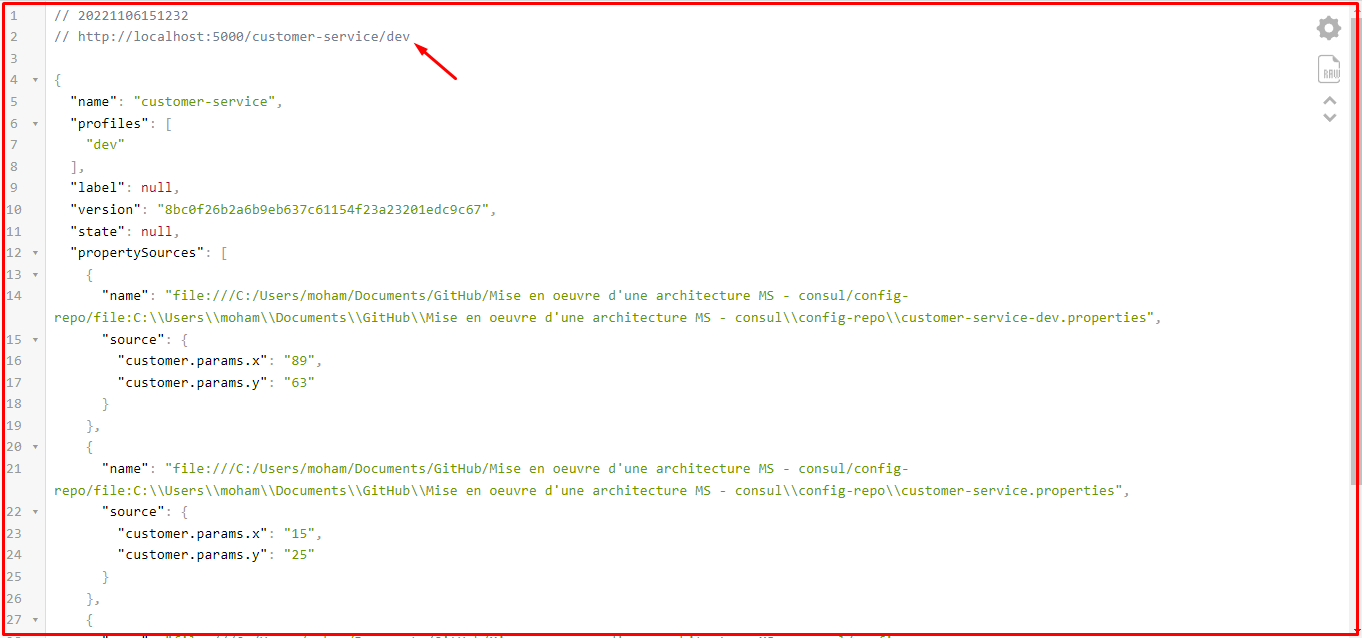 1 // 20221106151232
2 // http://localhost:5000/customer-service/dev
3
4 {
5 "name": "customer-service",
6 "profiles": [
7 "dev"
8 ],
9 "label": null,
10 "version": "8bc0f26b2a6b9eb637c61154f23a23201edc9c67",
11 "state": null,
12 "propertySources": [
13 {
14 "name": "file:///C:/Users/moham/Documents/GitHub/Mise en oeuvre d'une architecture MS - consul/config-
repo/file:C:\\Users\\moham\\Documents\\GitHub\\Mise en oeuvre d'une architecture MS - consul\\config-repo\\customer-service-dev.properties",
15 "source": {
16 "customer.params.x": "89",
17 "customer.params.y": "63"
18 }
19 },
20 {
21 "name": "file:///C:/Users/moham/Documents/GitHub/Mise en oeuvre d'une architecture MS - consul/config-
repo/file:C:\\Users\\moham\\Documents\\GitHub\\Mise en oeuvre d'une architecture MS - consul\\config-repo\\customer-service.properties",
22 "source": {
23 "customer.params.x": "15",
24 "customer.params.y": "25"
25 }
26 },
27 {
RAW